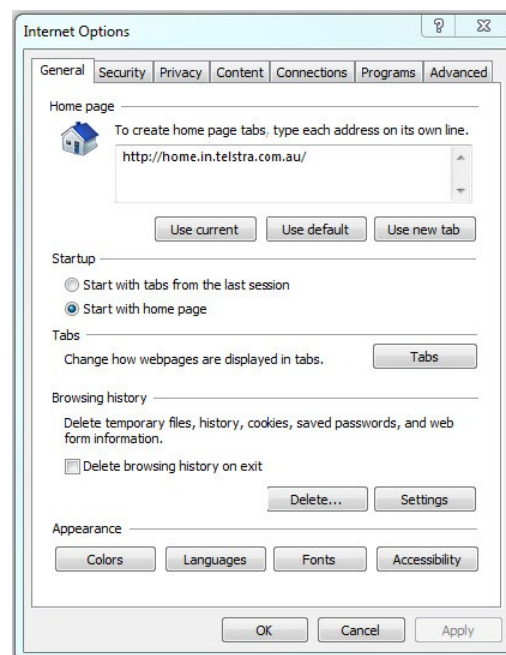 Internet Options
General Security Privacy Content Connections Programs Advanced
Home page
To create home page tabs, type each address on its own line.
http://home.in.telstra.com.au/
Use current Use default Use new tab
Startup
Start with tabs from the last session
Start with home page
Tabs
Change how webpages are displayed in tabs. Tabs
Browsing history
Delete temporary files, history, cookies, saved passwords, and web
form information.
Delete browsing history on exit
Delete... Settings
Appearance
Colors Languages Fonts Accessibility
OK Cancel Apply